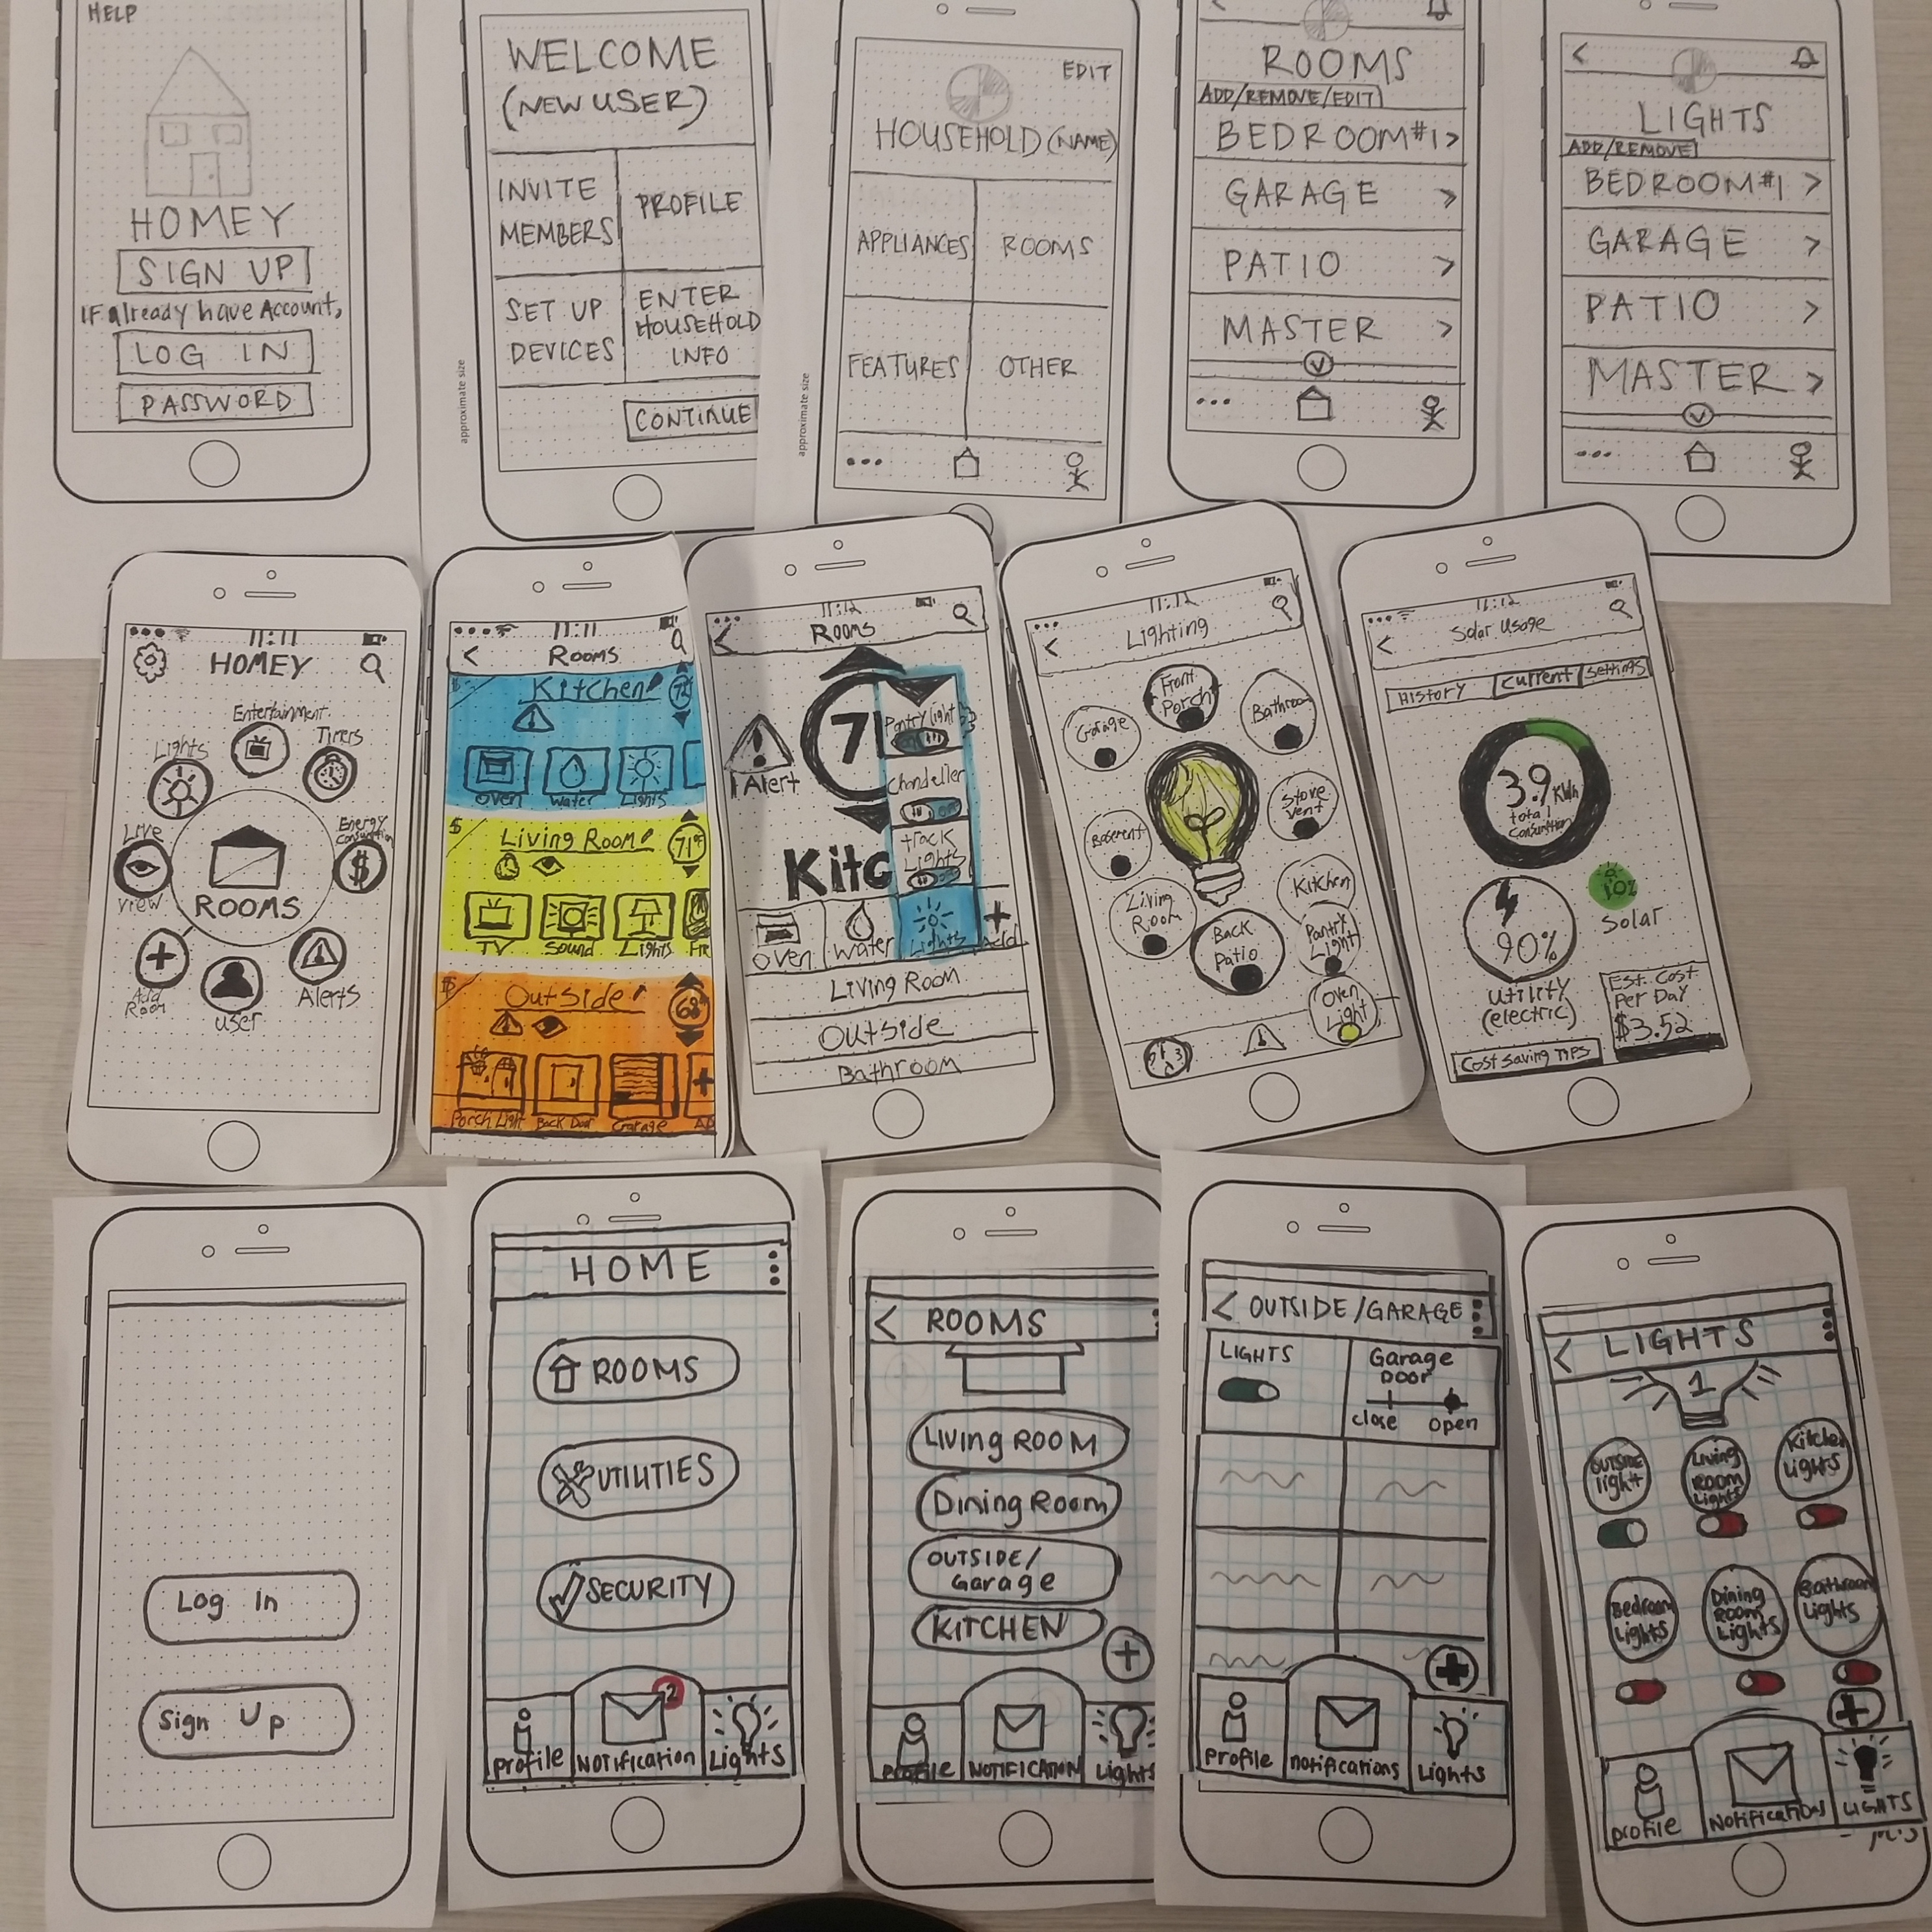 HELP
HOMEY
SIGN UP
IF already have Account,
LOG IN
PASSWORD
approximate size
WELCOME
(NEW USER)
INVITE
MEMBERS
PROFILE
SET UP
DEVICES
ENTER
HOUSEHOLD
INFO
CONTINUE
approximate size
EDIT
HOUSEHOLD (NAME)
APPLIANCES
ROOMS
FEATURES
OTHER
ROOMS
ADD/REMOVE/EDIT
BEDROOM #1 >
GARAGE >
PATIO >
MASTER >
<
LIGHTS
ADD/REMOVE
BEDROOM #1 >
GARAGE >
PATIO >
MASTER >
11:11
HOMEY
Entertainment
Lights
Timers
Live
View
Energy
Consumption
$
ROOMS
Add
Room
User
Alerts
11:11
< Rooms
$
Kitchen
Oven
Water
Lights
$
Living Room
71°
TV
Sound
Lights
$
Outside
68°
Porch Light
Back Door
Garage
11:12
< Rooms
Alert
7
Pantry Light
Chandeller
track
Lights
Kitc
Oven
Water
Lights
Add
Living Room
Outside
Bathroom
11:12
< Lighting
Front
Porch
Garage
Bathroom
Stove
Vent
Basement
Kitchen
Living
Room
Back
Patio
Pantry
Light
Oven
Light
11:12
< Solar Usage
History
Current
Settings
3.9 KWh
total
Consumption
10%
Solar
90%
utility
(electric)
Est. Cost
Per Day
$3.52
Cost Saving Tips
Log In
Sign Up
HOME
ROOMS
UTILITIES
SECURITY
2
Profile
Notification
Lights
< ROOMS
Living Room
Dining Room
OUTSIDE/
Garage
KITCHEN
Profile
NOTIFICATION
Lights
< OUTSIDE/GARAGE
LIGHTS
Garage
Door
close
open
Profile
Notifications
Lights
< LIGHTS
1
OUTSIDE
light
Living
Room
Lights
Kitchen
Lights
Bedroom
Lights
Dining
Room
Lights
Bathroom
Lights
Profile
Notifications
LIGHTS